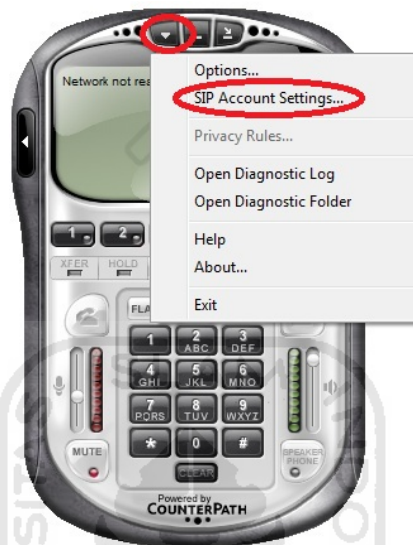 Network not rea
Options...
SIP Account Settings...
Privacy Rules...
Open Diagnostic Log
Open Diagnostic Folder
Help
About...
Exit
1 2
XFER HOLD
FLA
1 2 3
ABC DEF
4 5 6
GHI JKL MNO
7 8 9
PQRS TUV WXYZ
* 0 #
MUTE
SPEAKER
PHONE
CLEAR
Powered by
COUNTERPATH